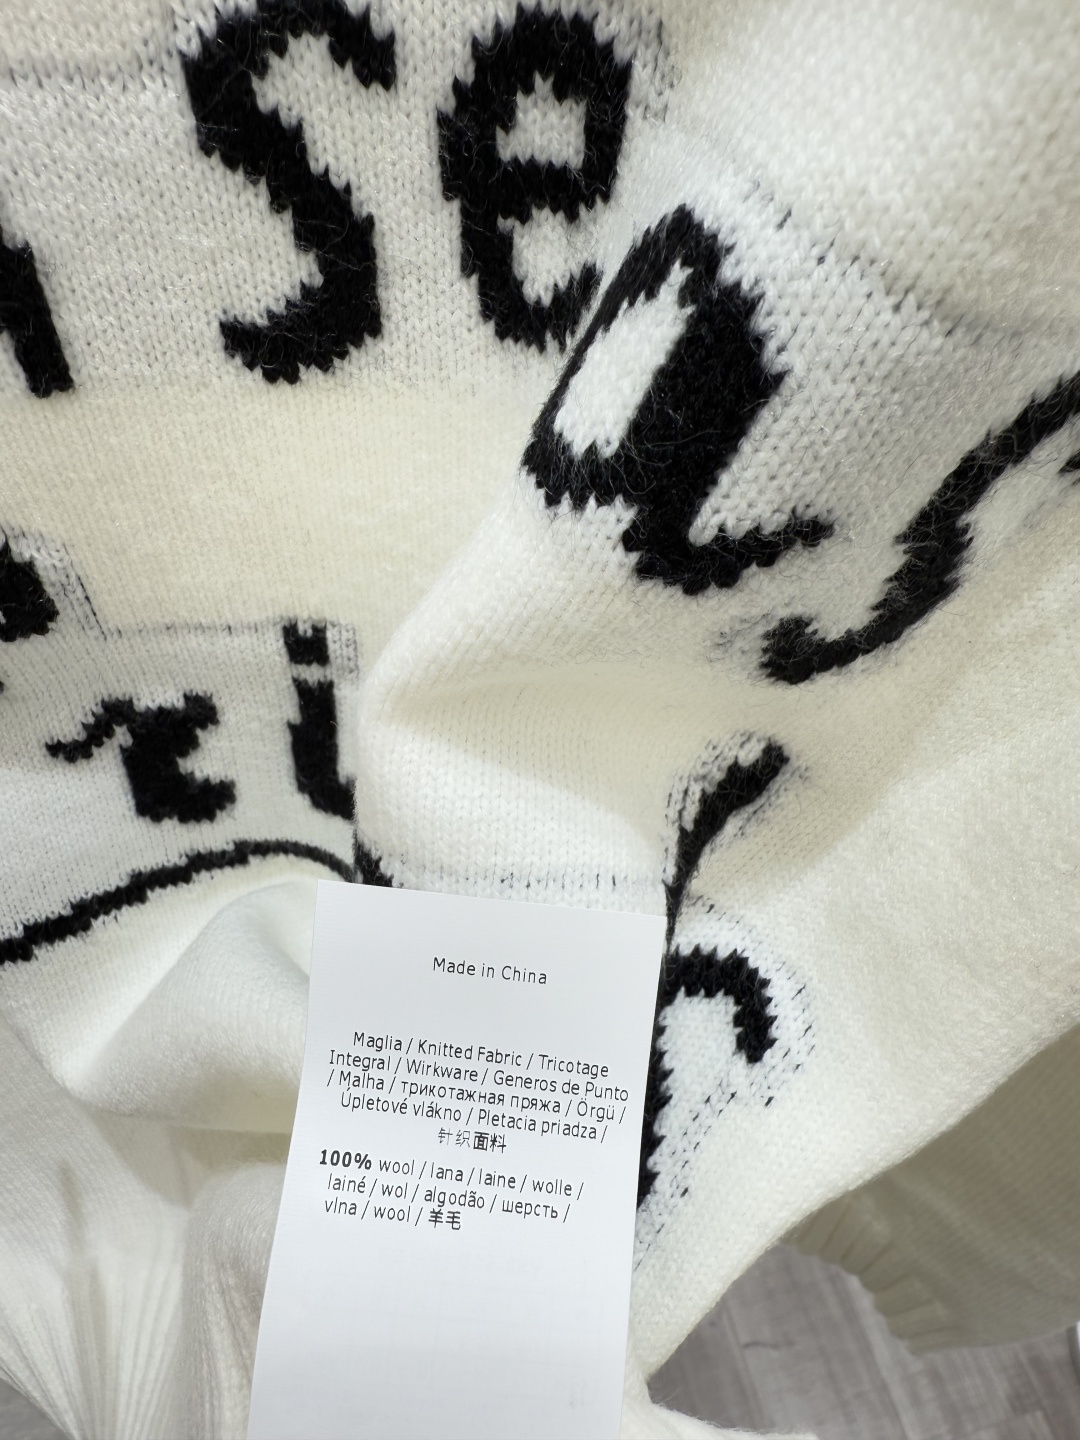 se
Made in China
Maglia / Knitted Fabric / Tricotage
Integral / Wirkware / Generos de Punto
/ Malha / трикотажная пряжа / Örgü /
Úpletové vlákno / Pletacia priadza /
针织面料
100% wool / lana / laine / wolle /
lainé / wol / algodão / шерсть /
vlna / wool / 羊毛